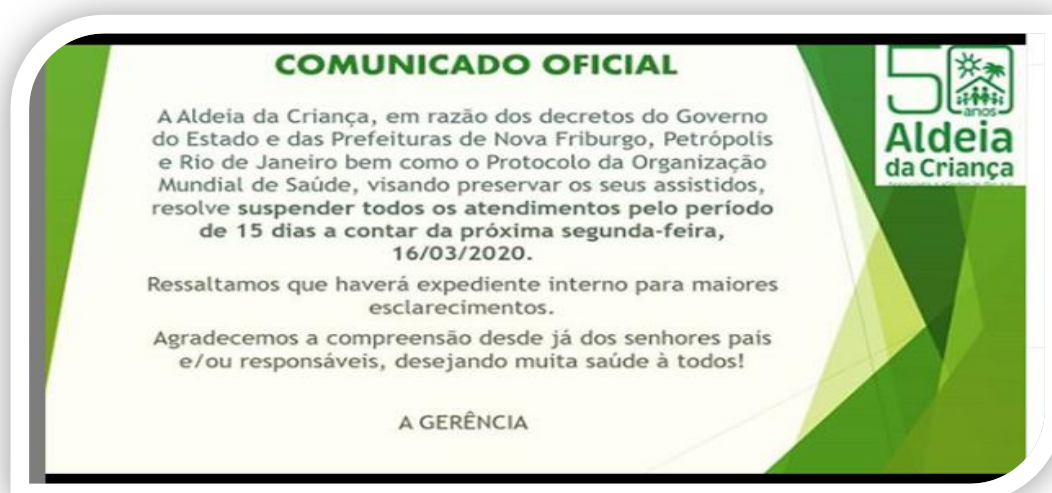 COMUNICADO OFICIAL
A Aldeia da Criança, em razão dos decretos do Governo
do Estado e das Prefeituras de Nova Friburgo, Petrópolis
e Rio de Janeiro bem como o Protocolo da Organização
Mundial de Saúde, visando preservar os seus assistidos,
resolve suspender todos os atendimentos pelo período
de 15 dias a contar da próxima segunda-feira,
16/03/2020.
Ressaltamos que haverá expediente interno para maiores
esclarecimentos.
Agradecemos a compreensão desde já dos senhores pais
e/ou responsáveis, desejando muita saúde à todos!
A GERÊNCIA
50
anos
Aldeia
da Criança